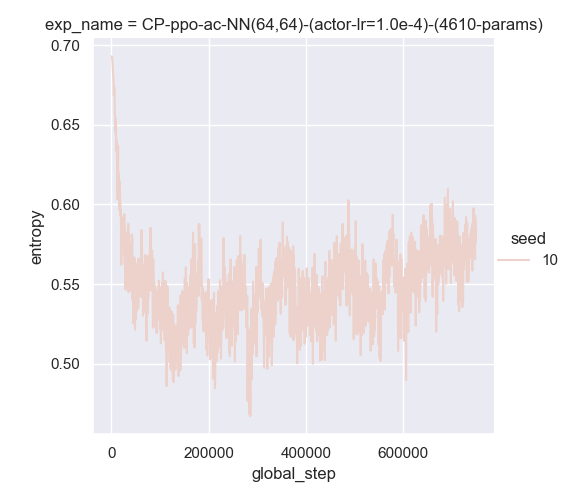 exp_name = CP-ppo-ac-NN(64,64)-(actor-lr=1.0e-4)-(4610-params)
0.70
0.65
0.60
0.55
0.50
entropy
seed
10
0
200000
400000
600000
global_step